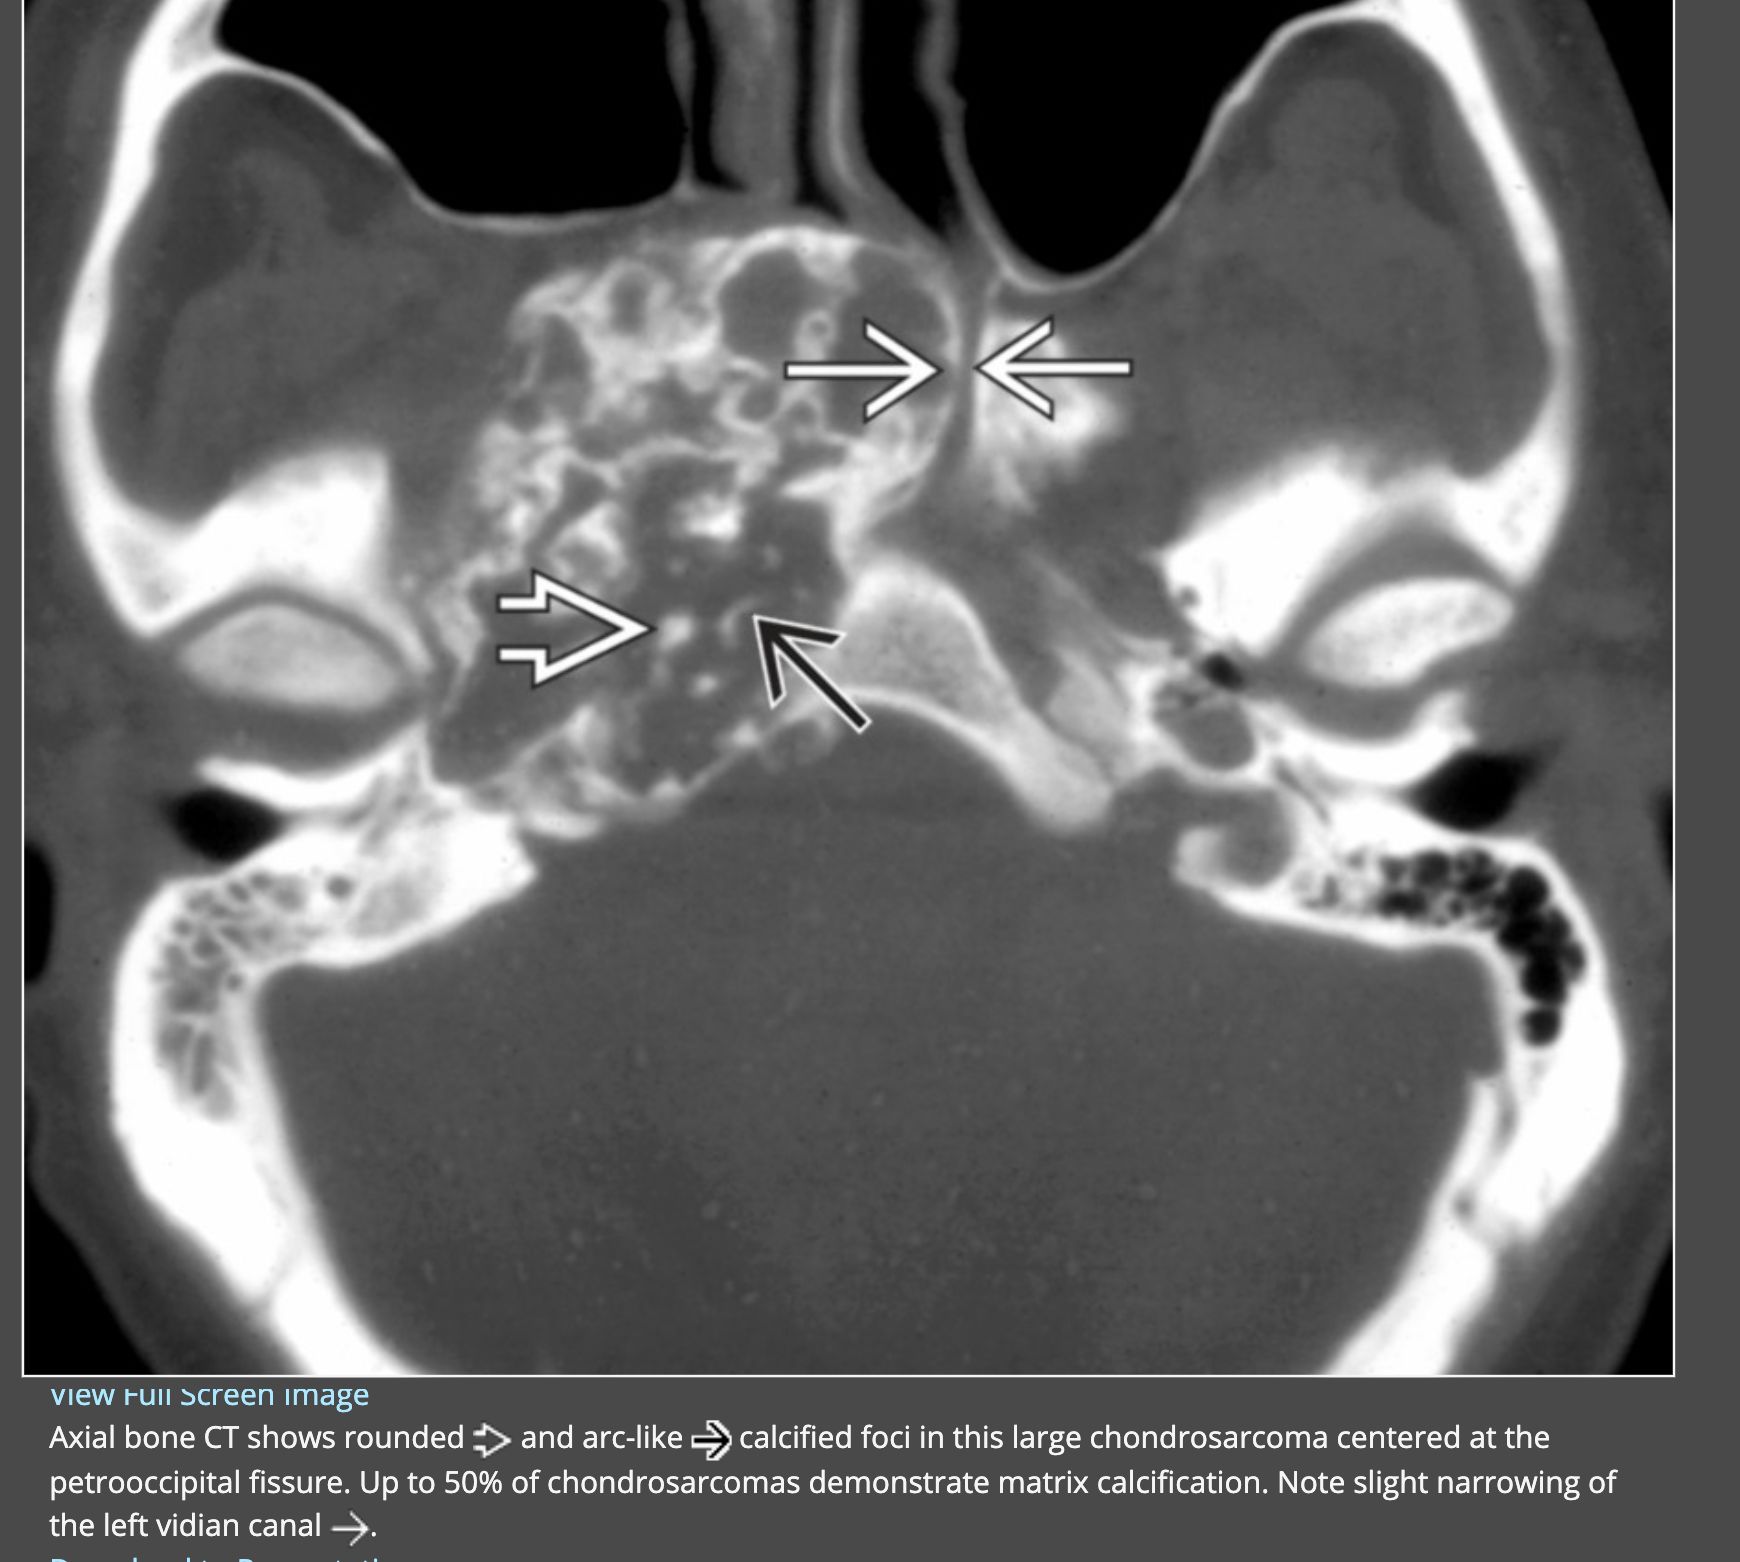 View Full Screen Image
Axial bone CT shows rounded and arc-like calcified foci in this large chondrosarcoma centered at the
petrooccipital fissure. Up to 50% of chondrosarcomas demonstrate matrix calcification. Note slight narrowing of
the left vidian canal .